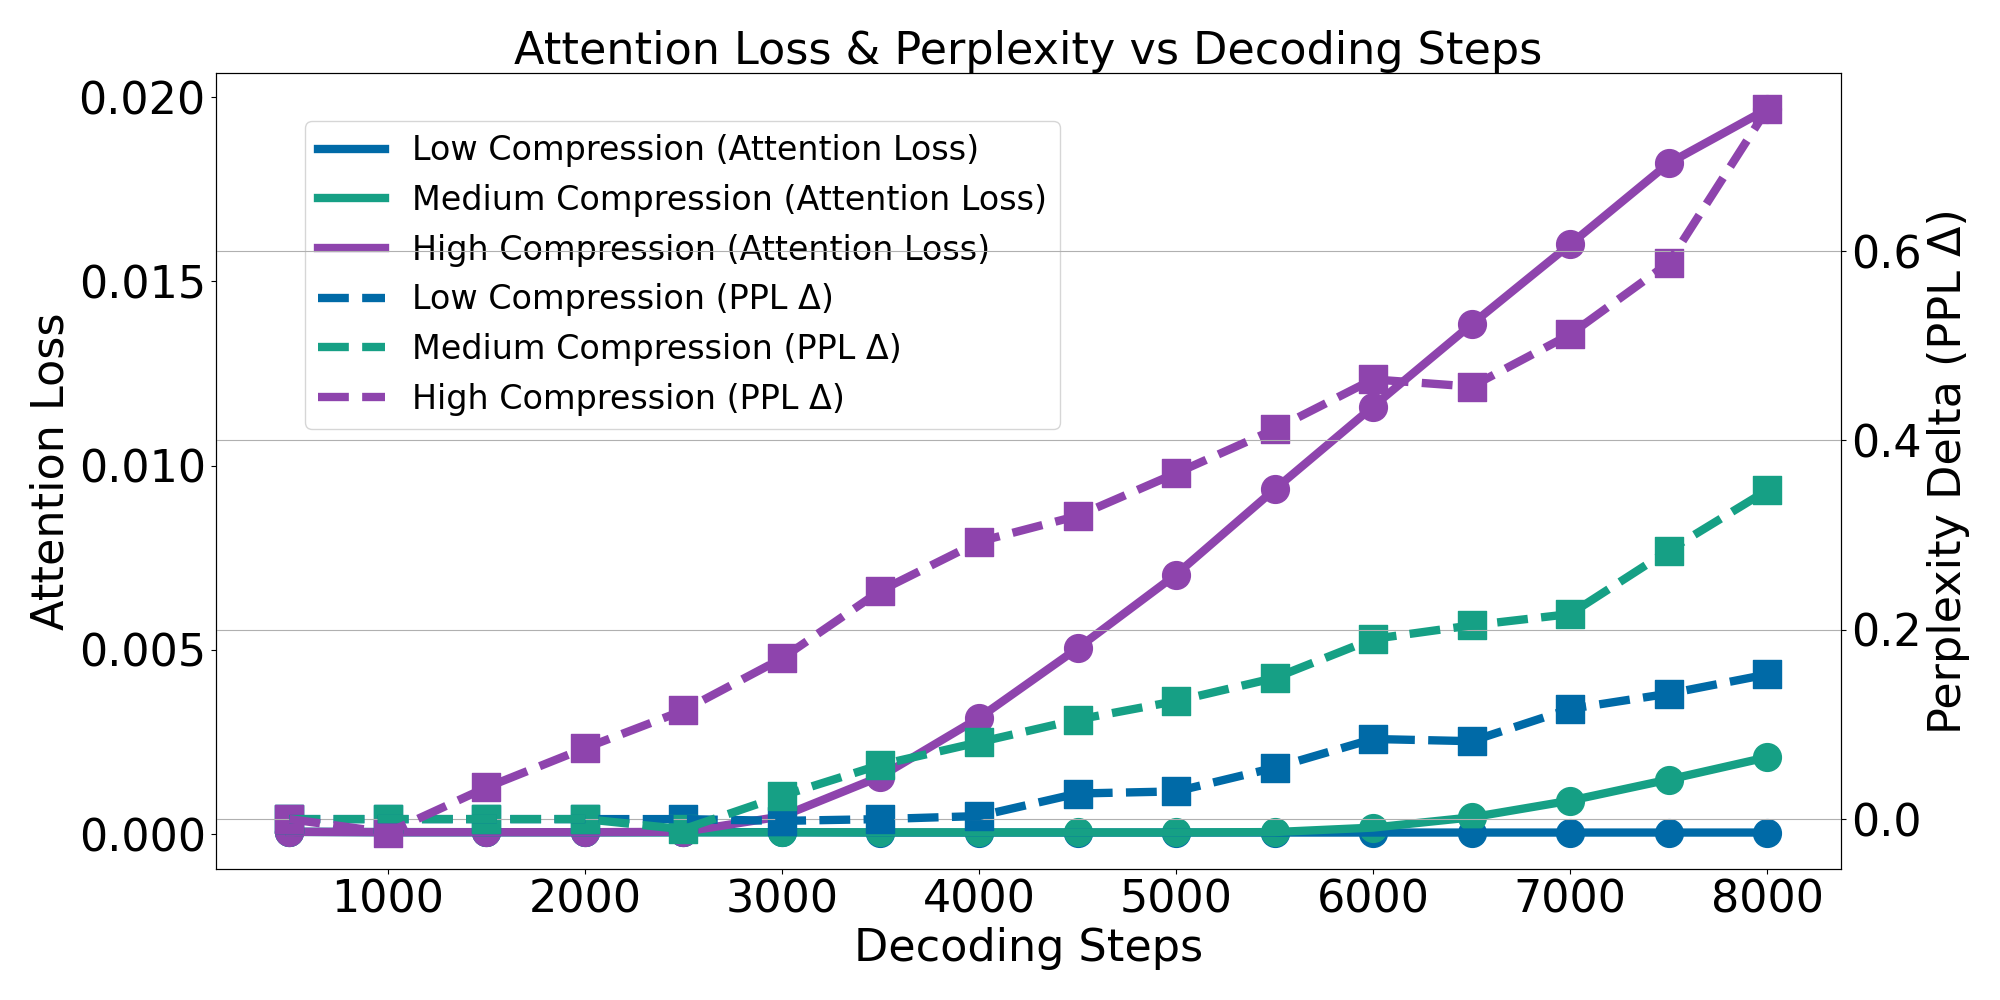 Attention Loss & Perplexity vs Decoding Steps
Attention Loss
0.020
0.015
0.010
0.005
0.000
Low Compression (Attention Loss)
Medium Compression (Attention Loss)
High Compression (Attention Loss)
Low Compression (PPL Δ)
Medium Compression (PPL Δ)
High Compression (PPL Δ)
0.6
0.4
0.2
0.0
Perplexity Delta (PPL Δ)
1000 2000 3000 4000 5000 6000 7000 8000
Decoding Steps